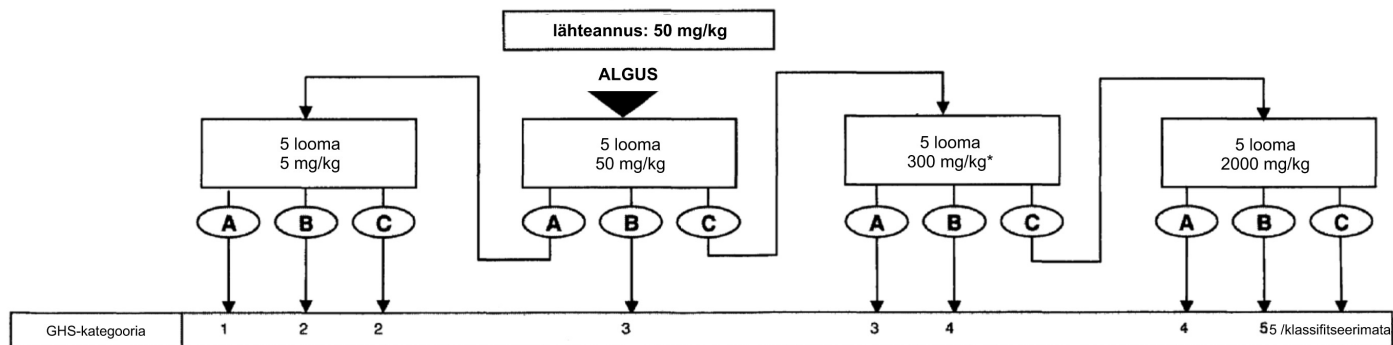 lähteannus: 50 mg/kg
ALGUS
5 looma
5 mg/kg
5 looma
50 mg/kg
5 looma
300 mg/kg*
5 looma
2000 mg/kg
A B C A B C A B C A B C
GHS-kategooria 1 2 2 3 3 4 4 5 5 /klassifitseerimata